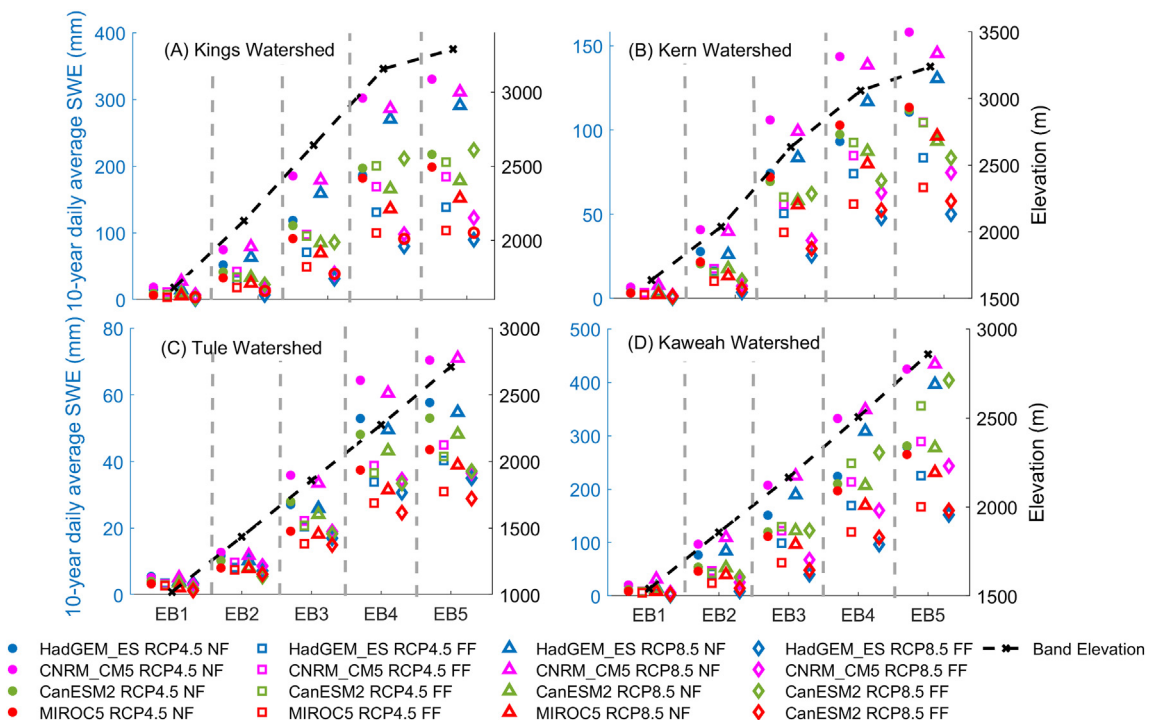 (A) Kings Watershed
10-year daily average SWE (mm)
400
300
200
100
0
3000
2500
2000
(B) Kern Watershed
150
100
50
0
3500
3000
2500
2000
1500
Elevation (m)
(C) Tule Watershed
10-year daily average SWE (mm)
80
60
40
20
0
3000
2500
2000
1500
1000
EB1 EB2 EB3 EB4 EB5
(D) Kaweah Watershed
500
400
300
200
100
0
3000
2500
2000
1500
Elevation (m)
EB1 EB2 EB3 EB4 EB5
HadGEM_ES RCP4.5 NF HadGEM_ES RCP4.5 FF HadGEM_ES RCP8.5 NF HadGEM_ES RCP8.5 FF Band Elevation
CNRM_CM5 RCP4.5 NF CNRM_CM5 RCP4.5 FF CNRM_CM5 RCP8.5 NF CNRM_CM5 RCP8.5 FF
CanESM2 RCP4.5 NF CanESM2 RCP4.5 FF CanESM2 RCP8.5 NF CanESM2 RCP8.5 FF
MIROC5 RCP4.5 NF MIROC5 RCP4.5 FF MIROC5 RCP8.5 NF CanESM2 RCP8.5 FF